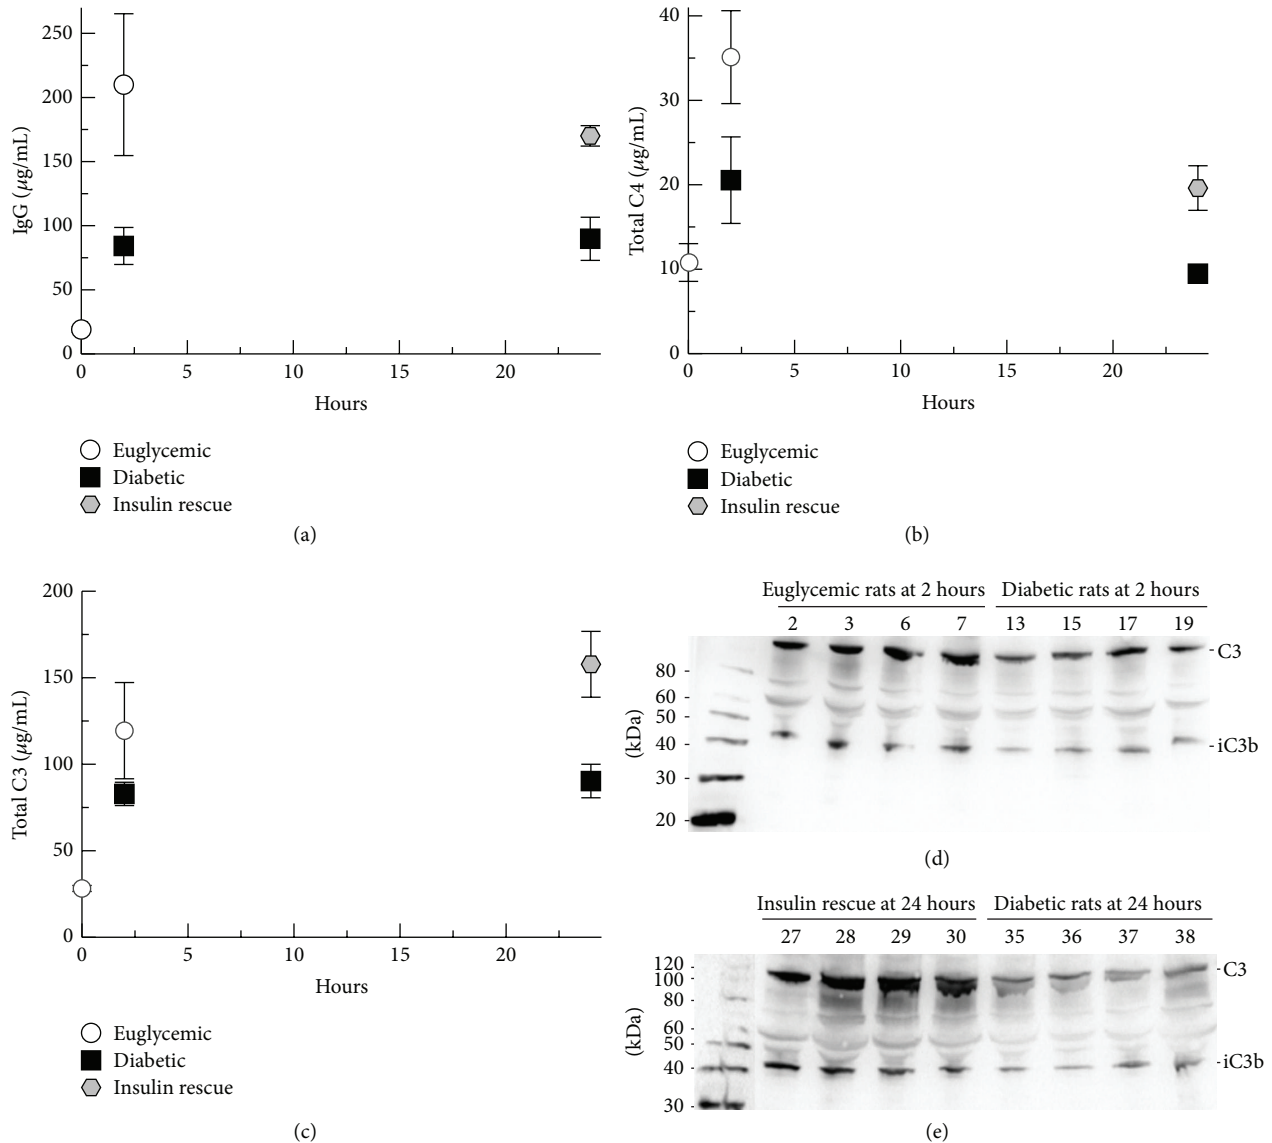 250
200
150
100
50
0
IgG (μg/mL)
0 5 10 15 20
Hours
Euglycemic
Diabetic
Insulin rescue
(a)
40
30
20
10
0
Total C4 (μg/mL)
0 5 10 15 20
Hours
Euglycemic
Diabetic
Insulin rescue
(b)
200
150
100
50
0
Total C3 (μg/mL)
0 5 10 15 20
Hours
Euglycemic
Diabetic
Insulin rescue
(c)
Euglycemic rats at 2 hours Diabetic rats at 2 hours
2 3 6 7 13 15 17 19
C3
80
60
50
40
iC3b
30
20
(kDa)
(d)
Insulin rescue at 24 hours Diabetic rats at 24 hours
27 28 29 30 35 36 37 38
120
C3
100
80
60
50
40
iC3b
30
(kDa)
(e)